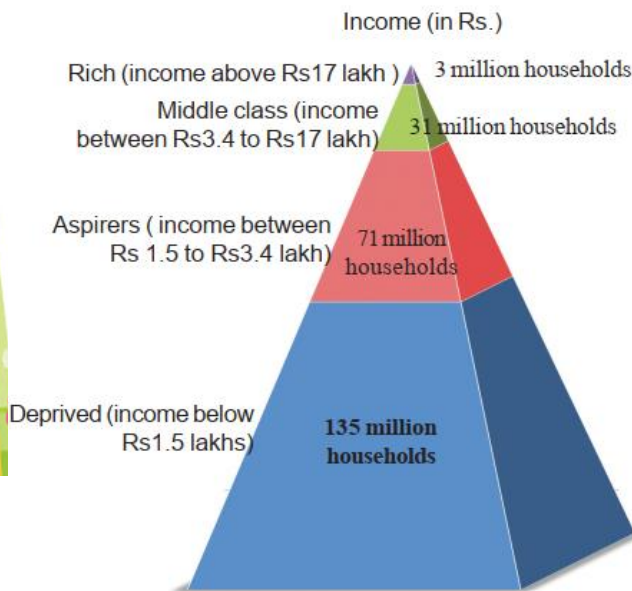 Income (in Rs.)
Rich (income above Rs17 lakh )
3 million households
Middle class (income
between Rs3.4 to Rs17 lakh)
31 million households
Aspirers ( income between
Rs 1.5 to Rs3.4 lakh)
71 million
households
Deprived (income below
Rs1.5 lakhs)
135 million
households